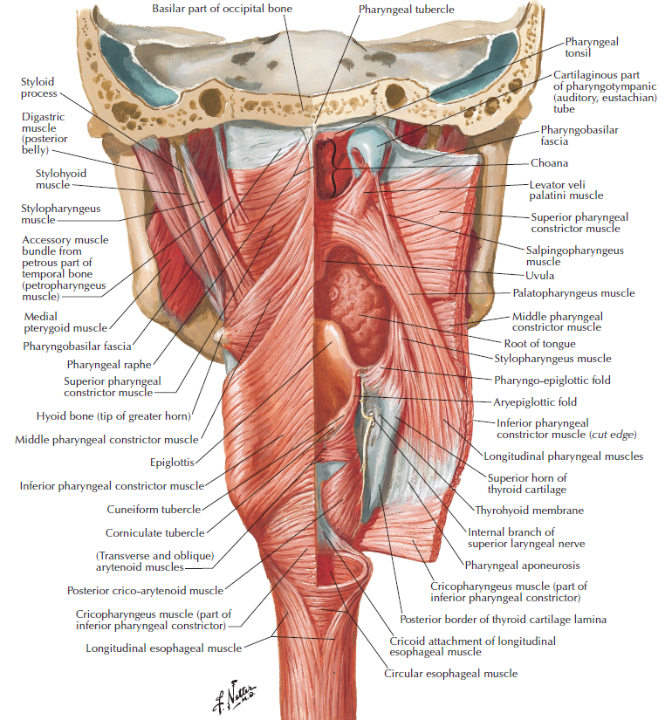 Basilar part of occipital bone
Pharyngeal tubercle
Styloid
process
Digastric
muscle
(posterior
belly)
Stylohyoid
muscle
Stylopharyngeus
muscle
Accessory muscle
bundle from
petrous part of
temporal bone
(petropharyngeus
muscle)
Medial
pterygoid muscle
Pharyngobasilar fascia
Pharyngeal raphe
Superior pharyngeal
constrictor muscle
Hyoid bone (tip of greater horn)
Middle pharyngeal constrictor muscle
Epiglottis
Inferior pharyngeal constrictor muscle
Cuneiform tubercle
Corniculate tubercle
(Transverse and oblique)
arytenoid muscles
Posterior crico-arytenoid muscle
Cricopharyngeus muscle (part of
inferior pharyngeal constrictor)
Longitudinal esophageal muscle
Pharyngeal
tonsil
Cartilaginous part
of pharyngotympanic
(auditory, eustachian)
tube
Pharyngobasilar
fascia
Choana
Levator veli
palatini muscle
Superior pharyngeal
constrictor muscle
Salpingopharyngeus
muscle
Uvula
Palatopharyngeus muscle
Middle pharyngeal
constrictor muscle
Root of tongue
Stylopharyngeus muscle
Pharyngo-epiglottic fold
Aryepiglottic fold
Inferior pharyngeal
constrictor muscle (cut edge)
Longitudinal pharyngeal muscles
Superior horn of
thyroid cartilage
Thyrohyoid membrane
Internal branch of
superior laryngeal nerve
Pharyngeal aponeurosis
Cricopharyngeus muscle (part of
inferior pharyngeal constrictor)
Posterior border of thyroid cartilage lamina
Cricoid attachment of longitudinal
esophageal muscle
Circular esophageal muscle
F. Netter
M.D.